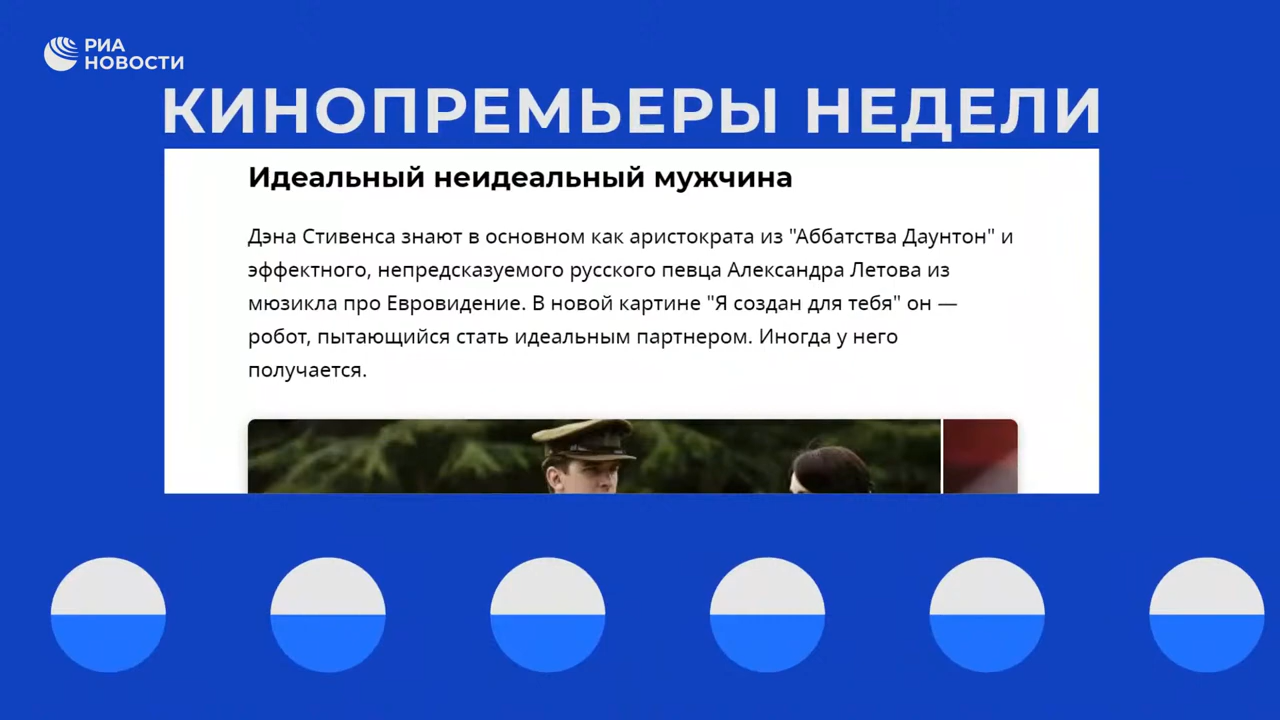 РИА
НОВОСТИ
КИНОПРЕМЬЕРЫ НЕДЕЛИ
Идеальный неидеальный мужчина
Дэна Стивенса знают в основном как аристократа из "Аббатства Даунтон" и
эффектного, непредсказуемого русского певца Александра Летова из
мюзикла про Евровидение. В новой картине "Я создан для тебя" он —
робот, пытающийся стать идеальным партнером. Иногда у него
получается.